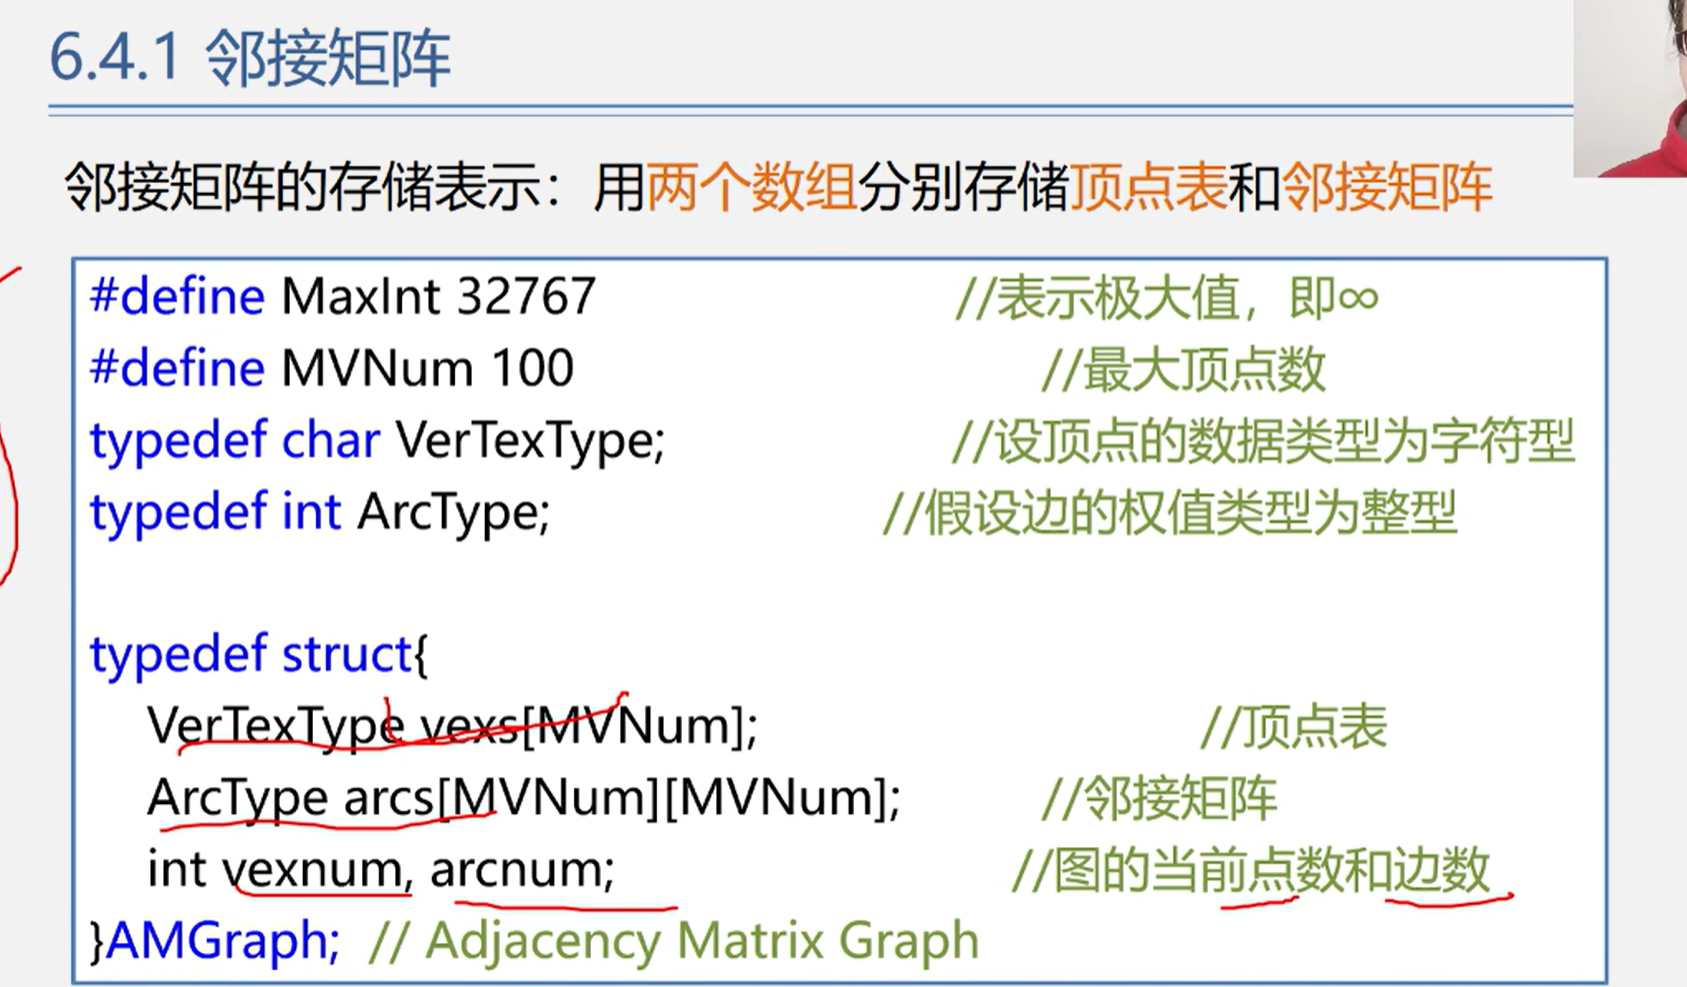 6.4.1 邻接矩阵
邻接矩阵的存储表示：用两个数组分别存储顶点表和邻接矩阵
#define MaxInt 32767 //表示极大值，即∞
#define MVNum 100 //最大顶点数
typedef char VerTexType; //设顶点的数据类型为字符型
typedef int ArcType; //假设边的权值类型为整型
typedef struct{
VerTexType vexs[MVNum]; //顶点表
ArcType arcs[MVNum][MVNum]; //邻接矩阵
int vexnum, arcnum; //图的当前点数和边数
}AMGraph; // Adjacency Matrix Graph